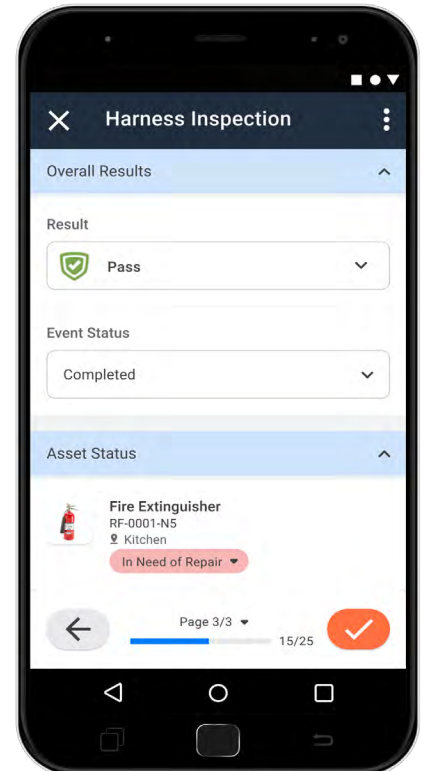 Harness Inspection
Overall Results
Result
Pass
Event Status
Completed
Asset Status
Fire Extinguisher
RF-0001-N5
Kitchen
In Need of Repair
Page 3/3
15/25